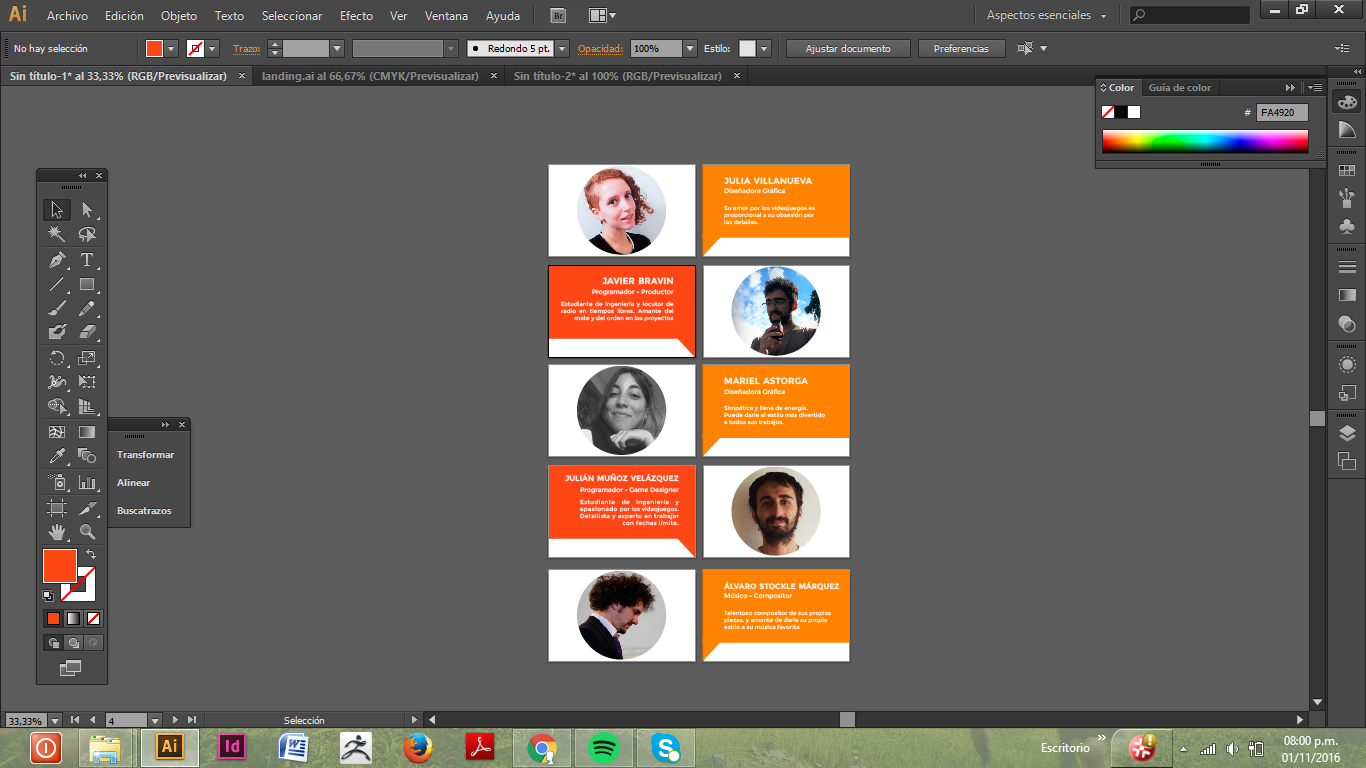 Ai Archivo Edición Objeto Texto Seleccionar Efecto Ver Ventana Ayuda Br Aspectos esenciales
No hay selección Trazo: Redondo 5 pt. Opacidad: 100% Estilo: Ajustar documento Preferencias
Sin título-1* al 33,33% (RGB/Previsualizar) × landing.ai al 66,67% (CMYK/Previsualizar) × Sin título-2* al 100% (RGB/Previsualizar) ×
Color Guía de color
# FA4920
Transformar
Alinear
Buscatrazos
JULIA VILLANUEVA
Diseñadora Gráfica
Su amor por los videojuegos es
proporcional a su obsesión por
los detalles.
JAVIER BRAVIN
Programador - Productor
Estudiante de ingeniería y locutor de
radio en tiempos libres. Amante del
mate y del orden en los proyectos
MARIEL ASTORGA
Diseñadora Gráfica
Simpática y llena de energía.
Puede darle el estilo más divertido
a todos sus trabajos.
JULIÁN MUÑOZ VELÁZQUEZ
Programador - Game Designer
Estudiante de ingeniería y
apasionado por los videojuegos.
Detallista y experto en trabajar
con fechas límite.
ÁLVARO STOCKLE MÁRQUEZ
Músico - Compositor
Talentoso compositor de sus propias
piezas, y amante de darle su propio
estilo a su música favorita
33,33% 4 Selección
Ai Id W Escritorio » 08:00 p.m.
01/11/2016